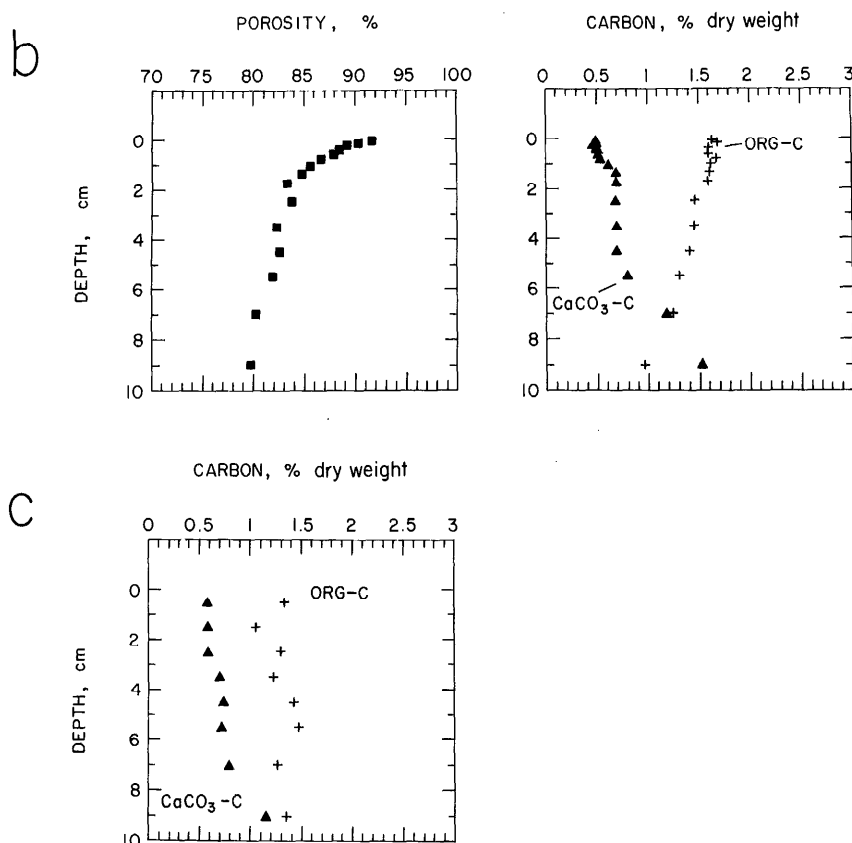 b
POROSITY, %
70 75 80 85 90 95 100
0
2
4
6
8
10
DEPTH, cm
CARBON, % dry weight
0 0.5 1 1.5 2 2.5 3
0
2
4
6
8
10
ORG-C
CaCO₃-C
c
CARBON, % dry weight
0 0.5 1 1.5 2 2.5 3
0
2
4
6
8
10
DEPTH, cm
ORG-C
CaCO₃-C